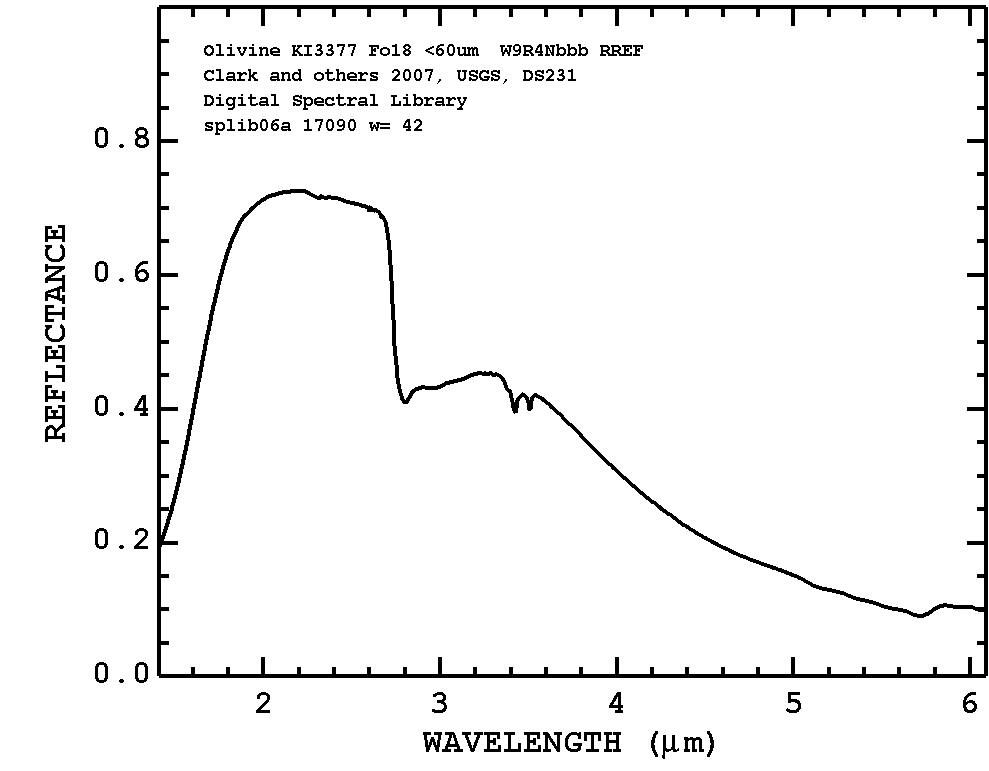 Olivine KI3377 Fo18 <60um W9R4Nbbb RREF
Clark and others 2007, USGS, DS231
Digital Spectral Library
splib06a 17090 w= 42
REFLECTANCE
0.8
0.6
0.4
0.2
0.0
2 3 4 5 6
WAVELENGTH (μm)